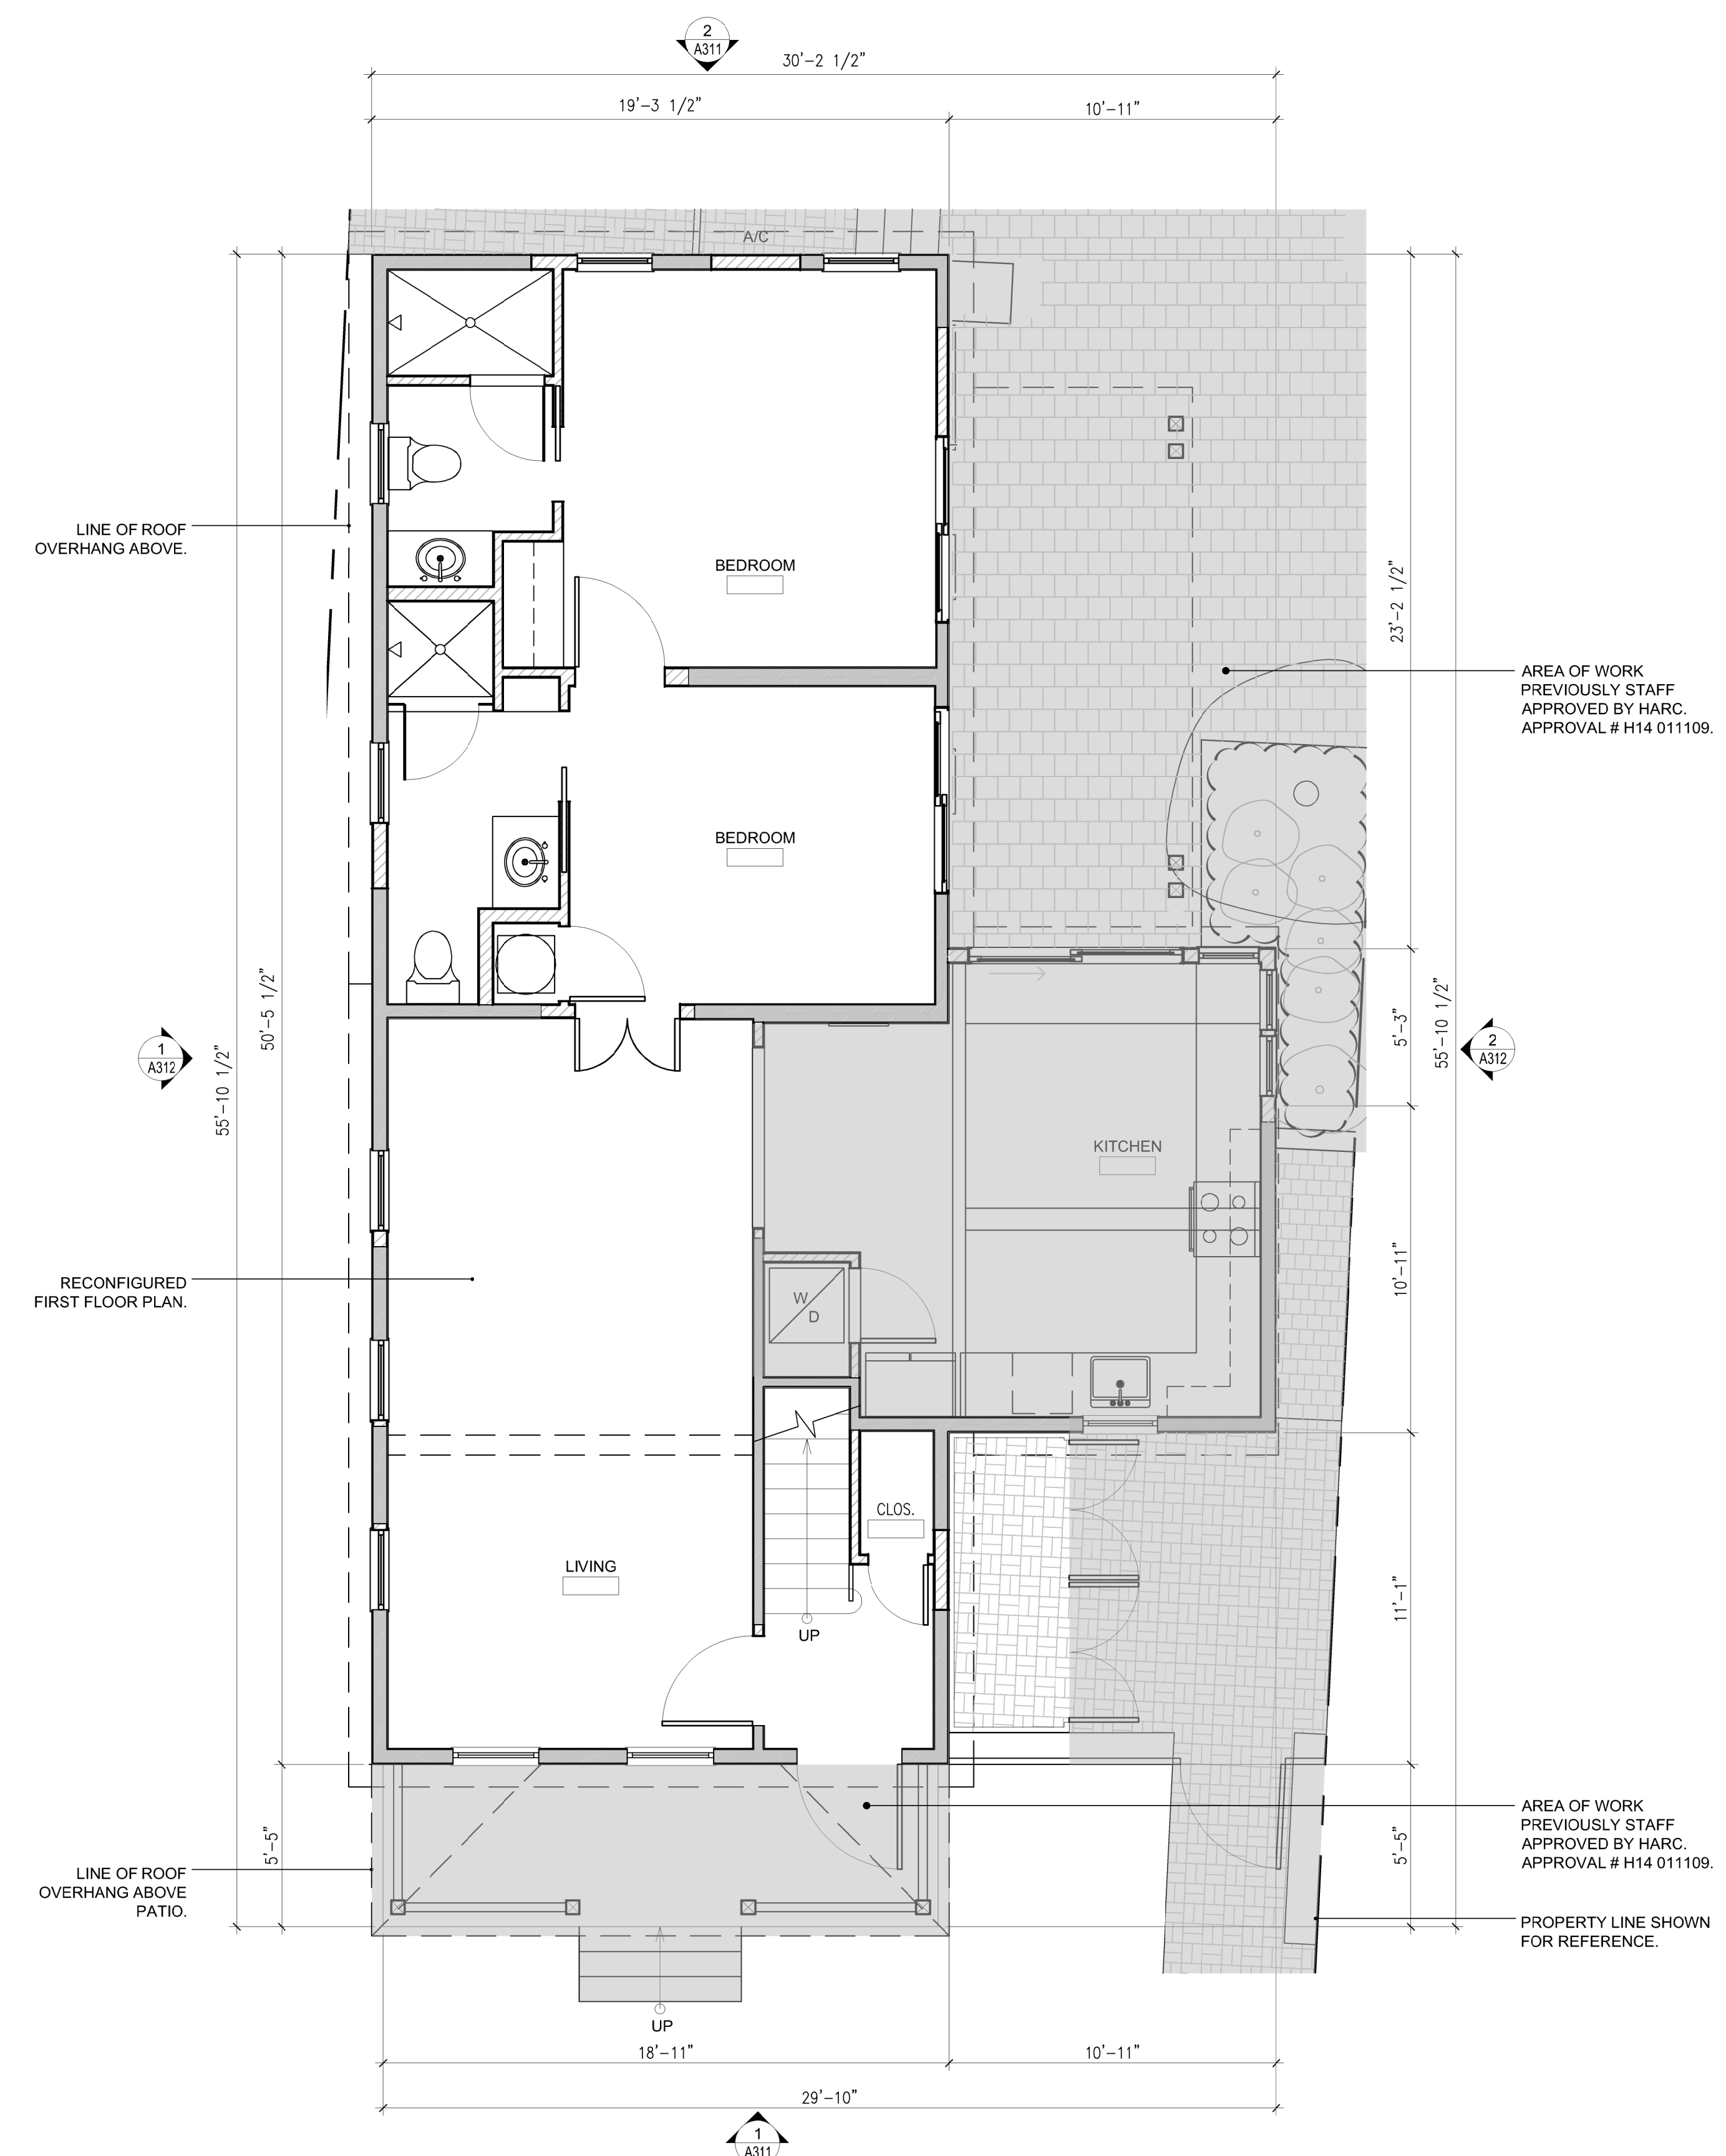 2
A311
30'-2 1/2"
19'-3 1/2"
10'-11"
A/C
LINE OF ROOF
OVERHANG ABOVE.
BEDROOM
23'-2 1/2"
AREA OF WORK
PREVIOUSLY STAFF
APPROVED BY HARC.
APPROVAL # H14 011109.
BEDROOM
50'-5 1/2"
55'-10 1/2"
1
A312
5'-3"
55'-10 1/2"
2
A312
KITCHEN
RECONFIGURED
FIRST FLOOR PLAN.
W
D
10'-11"
CLOS.
LIVING
UP
11'-1"
AREA OF WORK
PREVIOUSLY STAFF
APPROVED BY HARC.
APPROVAL # H14 011109.
5'-5"
5'-5"
LINE OF ROOF
OVERHANG ABOVE
PATIO.
PROPERTY LINE SHOWN
FOR REFERENCE.
UP
18'-11"
10'-11"
29'-10"
1
A311